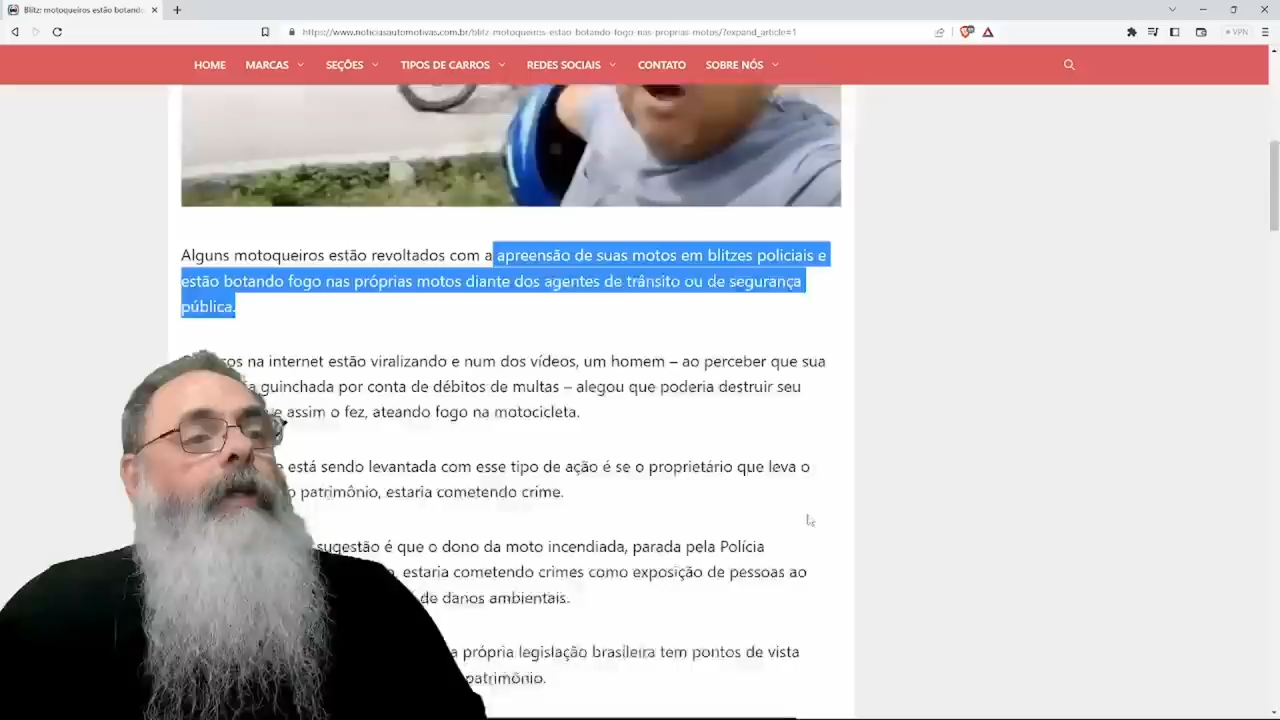 Blitz: motoqueiros estão botando
https://www.noticiasautomotivas.com.br/blitz-motoqueiros-estao-botando-fogo-nas-proprias-motos/?expand_article=1
VPN
HOME MARCAS SEÇÕES TIPOS DE CARROS REDES SOCIAIS CONTATO SOBRE NÓS
Alguns motoqueiros estão revoltados com a apreensão de suas motos em blitzes policiais e
estão botando fogo nas próprias motos diante dos agentes de trânsito ou de segurança
pública.
na internet estão viralizando e num dos vídeos, um homem – ao perceber que sua
guinchada por conta de débitos de multas – alegou que poderia destruir seu
e assim o fez, ateando fogo na motocicleta.
está sendo levantada com esse tipo de ação é se o proprietário que leva o
patrimônio, estaria cometendo crime.
sugestão é que o dono da moto incendiada, parada pela Polícia
estaria cometendo crimes como exposição de pessoas ao
de danos ambientais.
a própria legislação brasileira tem pontos de vista
patrimônio.